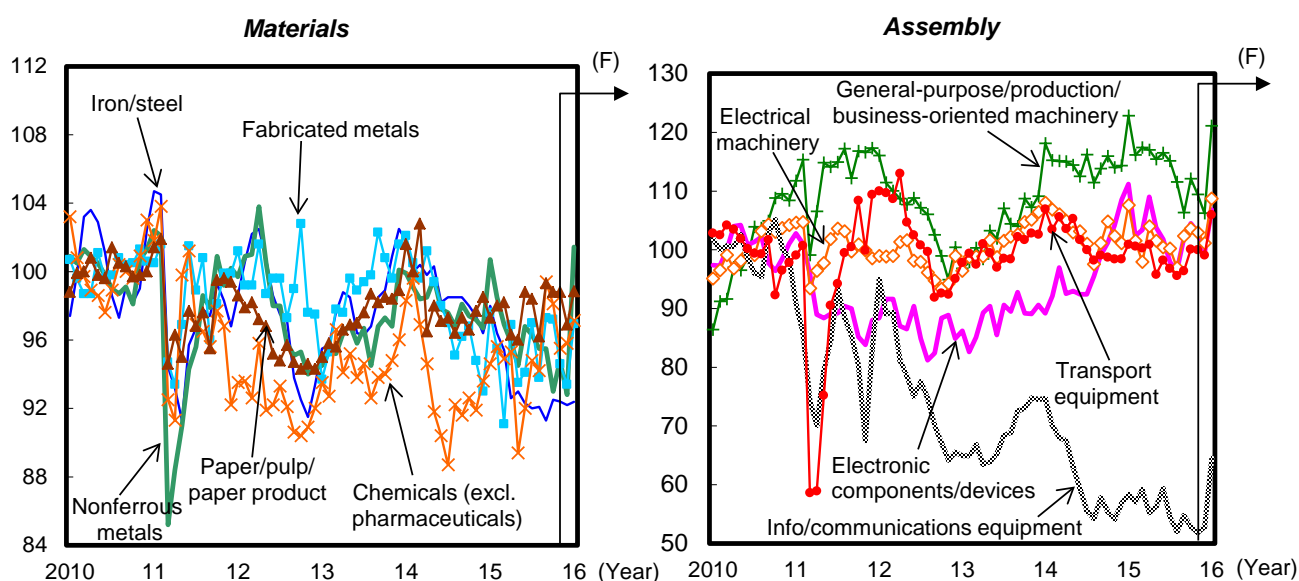 Materials
112
108
104
100
96
92
88
84
2010
11
12
13
14
15
16
(Year)
(F)
Iron/steel
Fabricated metals
Nonferrous
metals
Paper/pulp/
paper product
Chemicals (excl.
pharmaceuticals)
Assembly
130
120
110
100
90
80
70
60
50
2010
11
12
13
14
15
16
(Year)
(F)
General-purpose/production/
business-oriented machinery
Electrical
machinery
Transport
equipment
Electronic
components/devices
Info/communications equipment